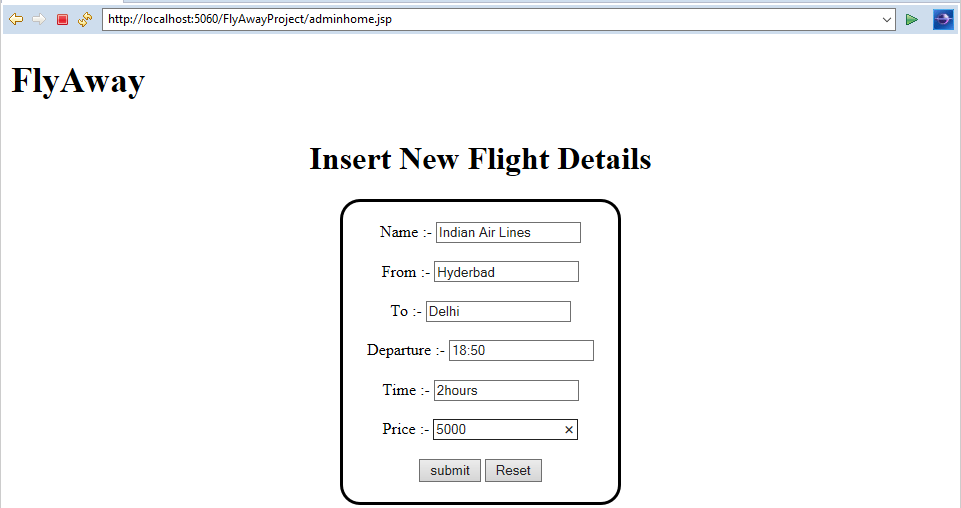 http://localhost:5060/FlyAwayProject/adminhome.jsp
FlyAway
Insert New Flight Details
Name :- Indian Air Lines
From :- Hyderbad
To :- Delhi
Departure :- 18:50
Time :- 2hours
Price :- 5000
submit Reset